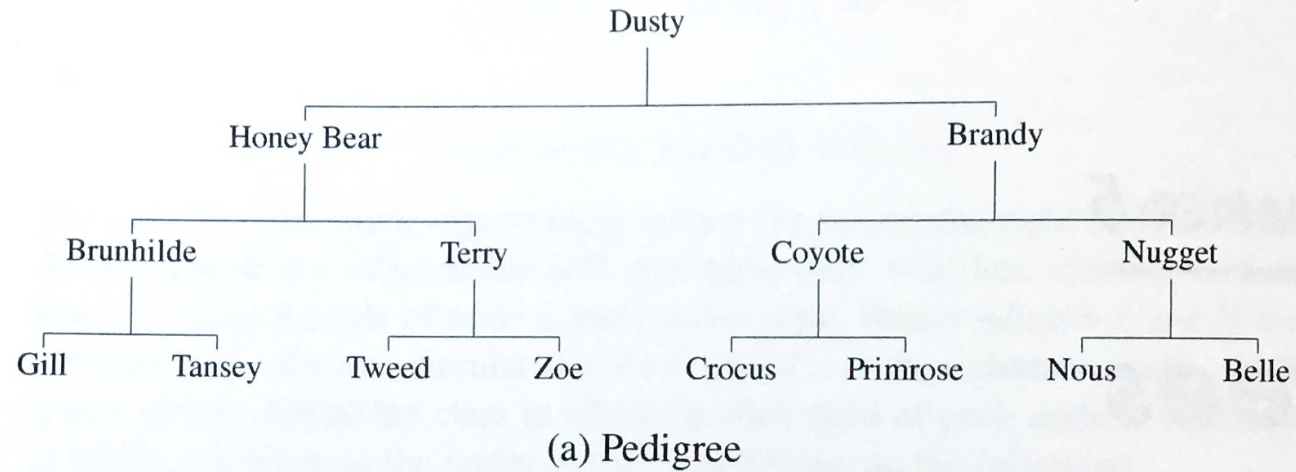 Dusty
Honey Bear Brandy
Brunhilde Terry Coyote Nugget
Gill Tansey Tweed Zoe Crocus Primrose Nous Belle
(a) Pedigree